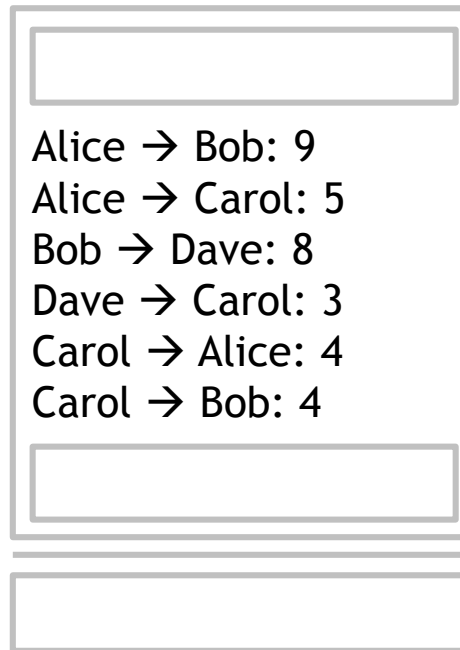 Alice → Bob: 9
Alice → Carol: 5
Bob → Dave: 8
Dave → Carol: 3
Carol → Alice: 4
Carol → Bob: 4